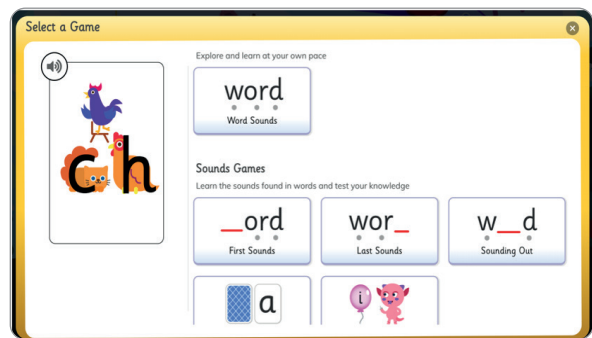 Select a Game
ch
Explore and learn at your own pace
word
Word Sounds
Sounds Games
Learn the sounds found in words and test your knowledge
_ord
First Sounds
wor_
Last Sounds
w__d
Sounding Out
a
i